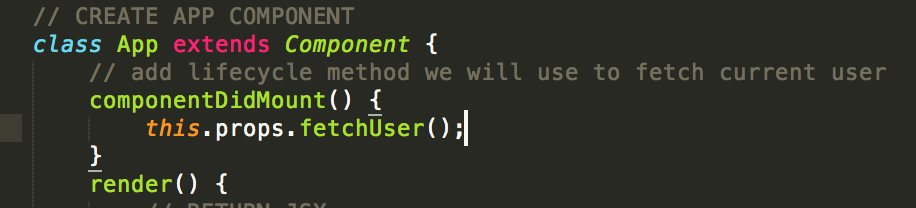 // CREATE APP COMPONENT
class App extends Component {
// add lifecycle method we will use to fetch current user
componentDidMount() {
this.props.fetchUser();
}
render() {
// RETURN JSX